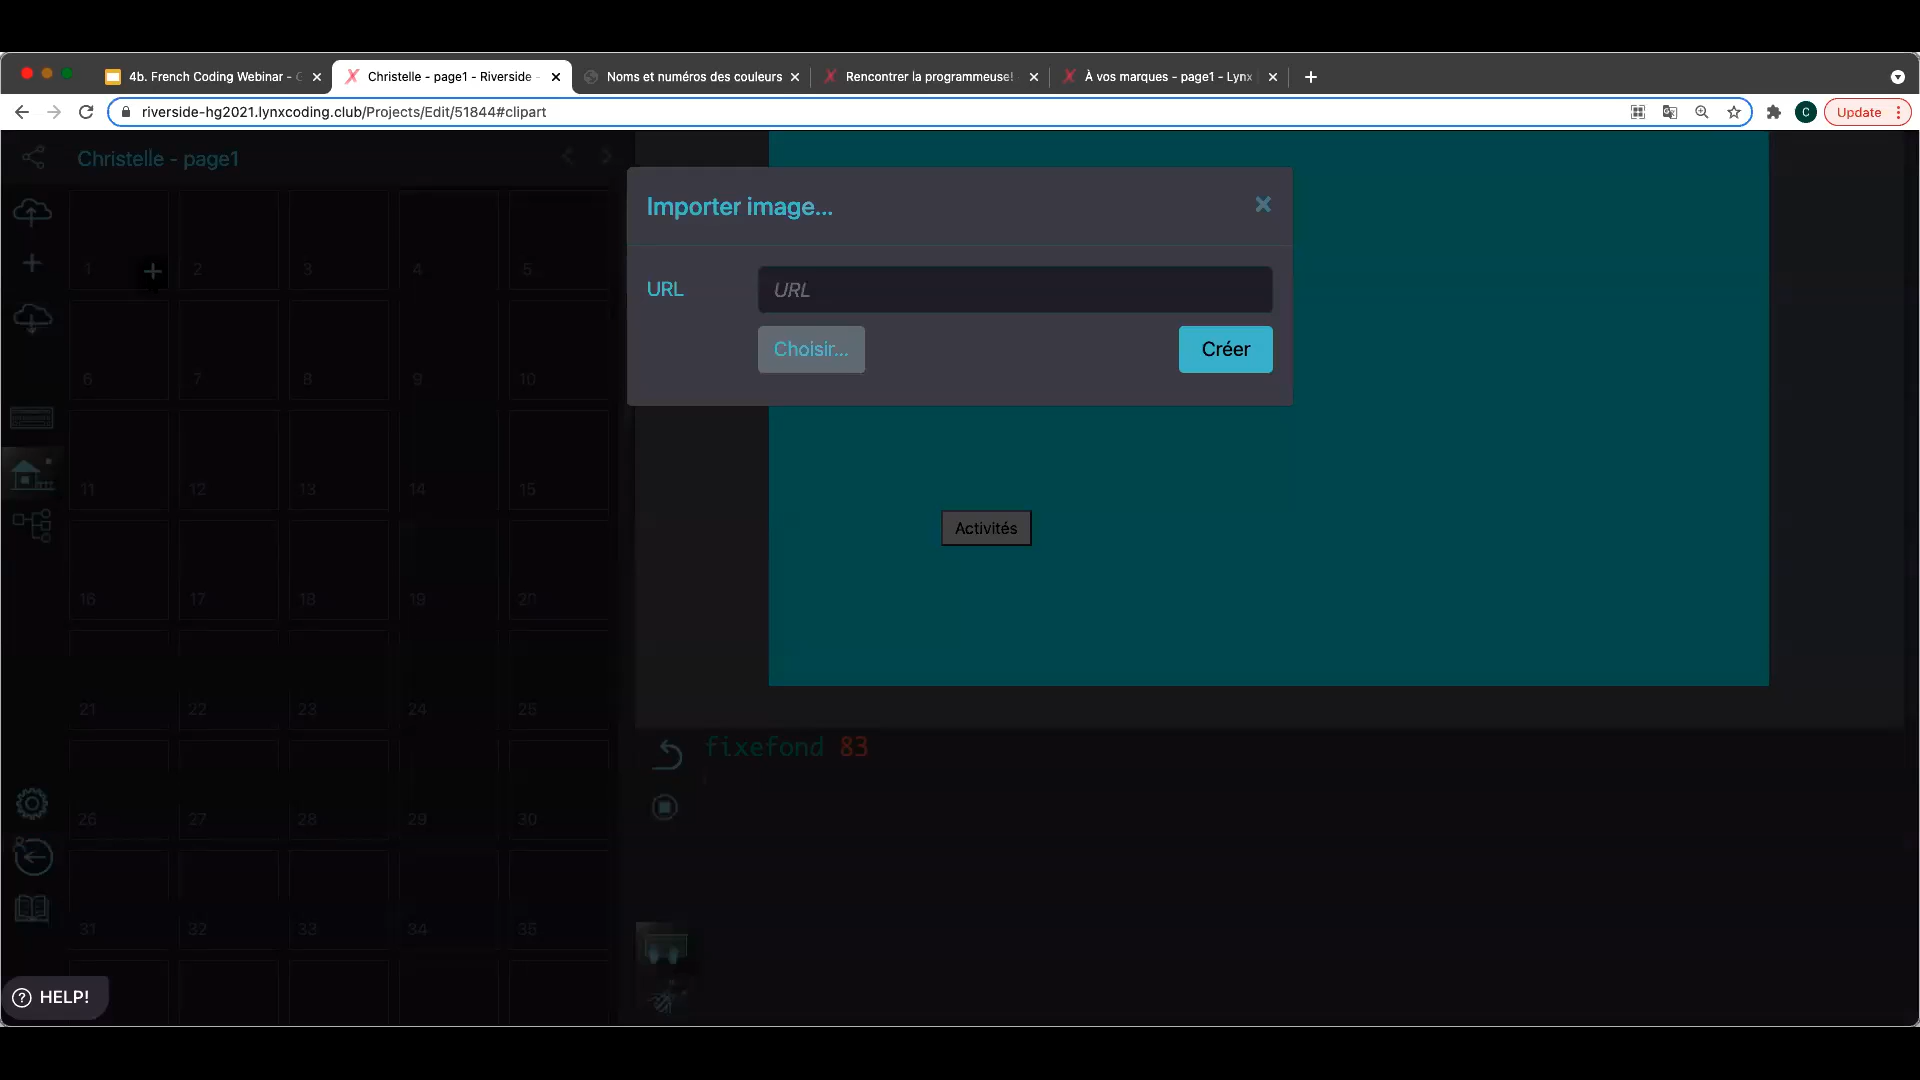 4b. French Coding Webinar - G
Christelle - page1 - Riverside -
Noms et numéros des couleurs
Rencontrer la programmeuse!
À vos marques - page1 - Lynx
riverside-hg2021.lynxcoding.club/Projects/Edit/51844#clipart
C
Update
Christelle - page1
Importer image...
URL
URL
Choisir...
Créer
1 2 3 4 5
6 7 8 9 10
11 12 13 14 15
16 17 18 19 20
21 22 23 24 25
26 27 28 29 30
31 32 33 34 35
Activités
fixefond 83
HELP!